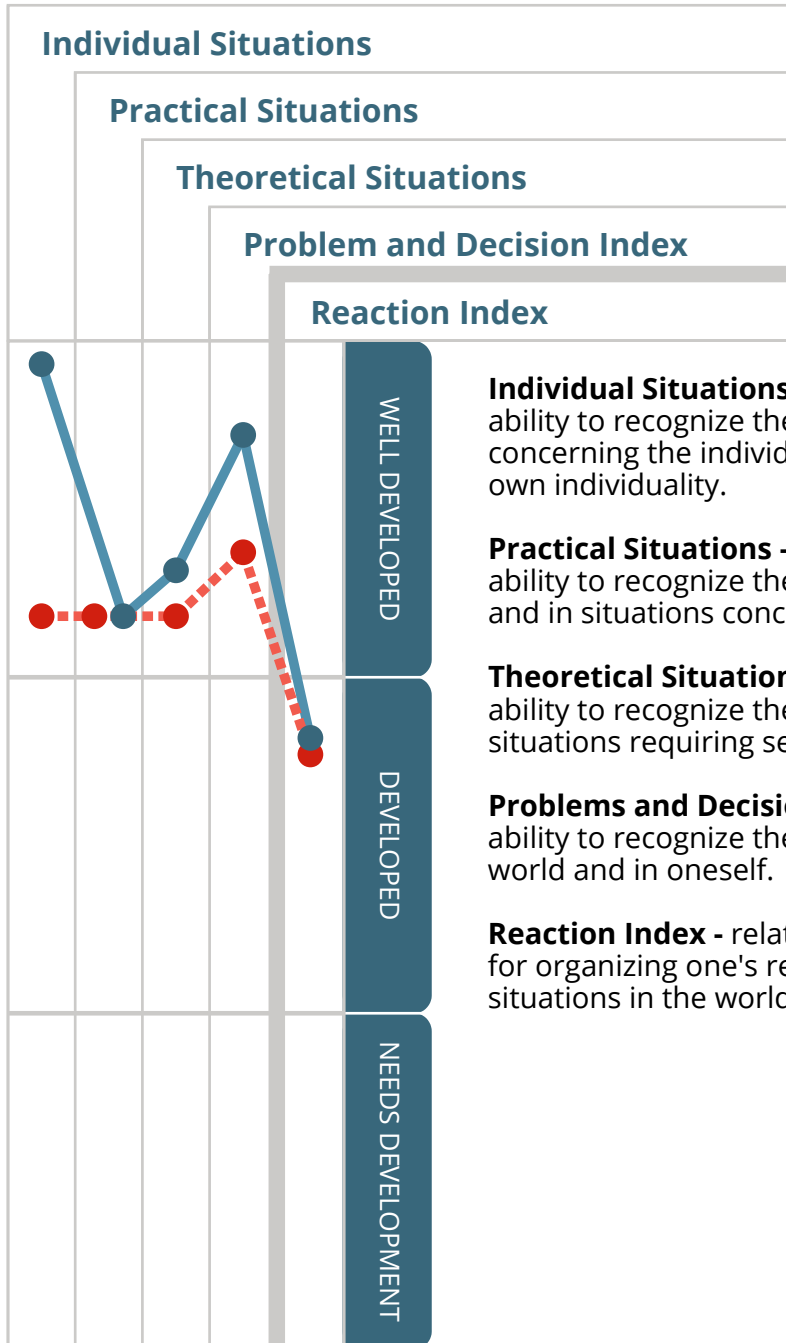 Individual Situations
Practical Situations
Theoretical Situations
Problem and Decision Index
Reaction Index
WELL DEVELOPED
DEVELOPED
NEEDS DEVELOPMENT
Individual Situations
ability to recognize the
concerning the individ
own individuality.
Practical Situations -
ability to recognize the
and in situations conc
Theoretical Situation
ability to recognize the
situations requiring se
Problems and Decisi
ability to recognize the
world and in oneself.
Reaction Index - relat
for organizing one's re
situations in the world